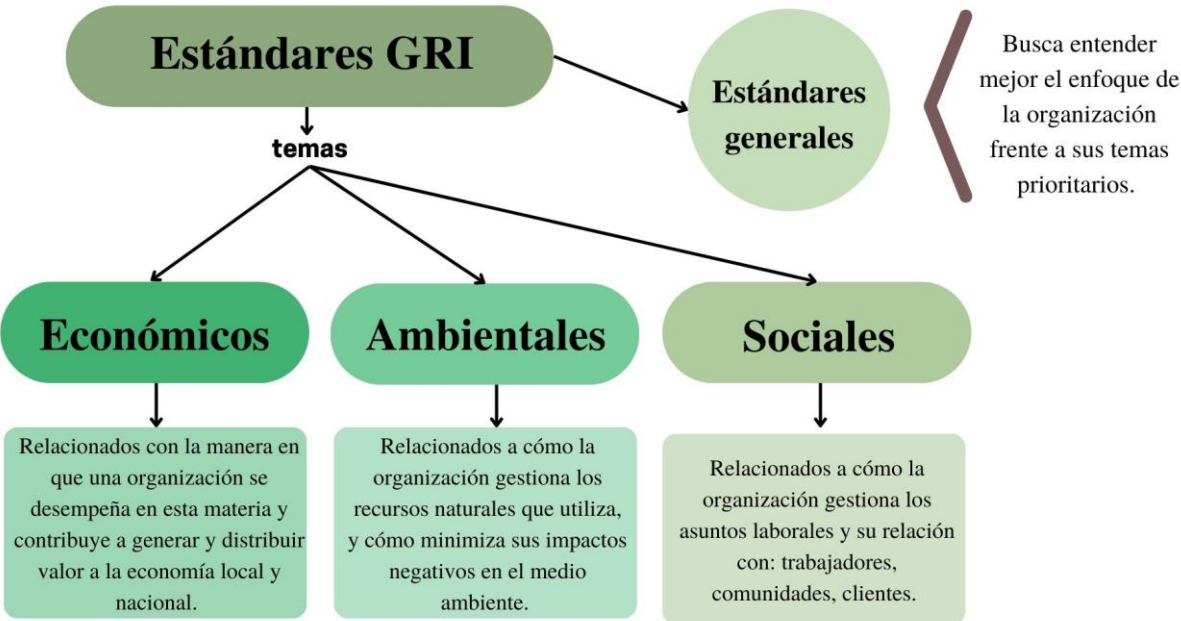 Estándares GRI
Estándares
generales
Busca entender
mejor el enfoque de
la organización
frente a sus temas
prioritarios.
temas
Económicos
Relacionados con la manera en
que una organización se
desempeña en esta materia y
contribuye a generar y distribuir
valor a la economía local y
nacional.
Ambientales
Relacionados a cómo la
organización gestiona los
recursos naturales que utiliza,
y cómo minimiza sus impactos
negativos en el medio
ambiente.
Sociales
Relacionados a cómo la
organización gestiona los
asuntos laborales y su relación
con: trabajadores,
comunidades, clientes.